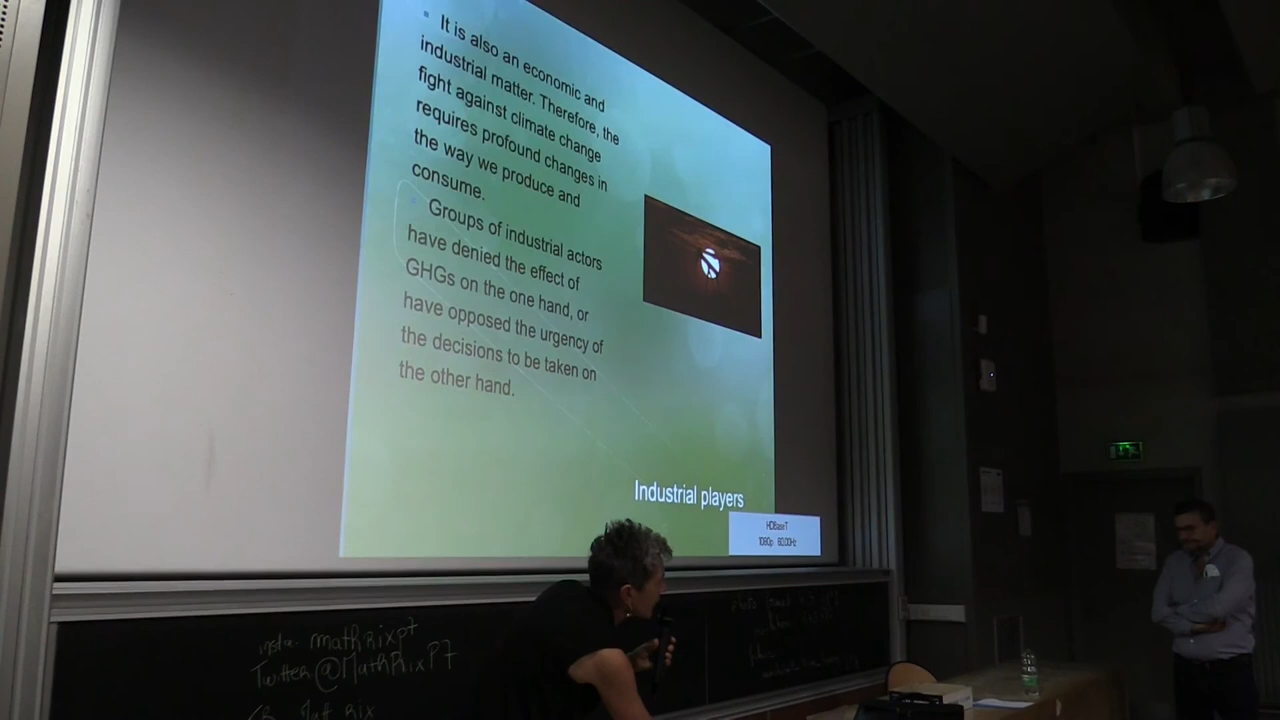 It is also an economic and
industrial matter. Therefore, the
fight against climate change
requires profound changes in
the way we produce and
consume.
Groups of industrial actors
have denied the effect of
GHGs on the one hand, or
have opposed the urgency of
the decisions to be taken on
the other hand.
Industrial players
HDBaseT
1080p 60.00Hz
insta: mathrixp7
Twitter @MathRixP7